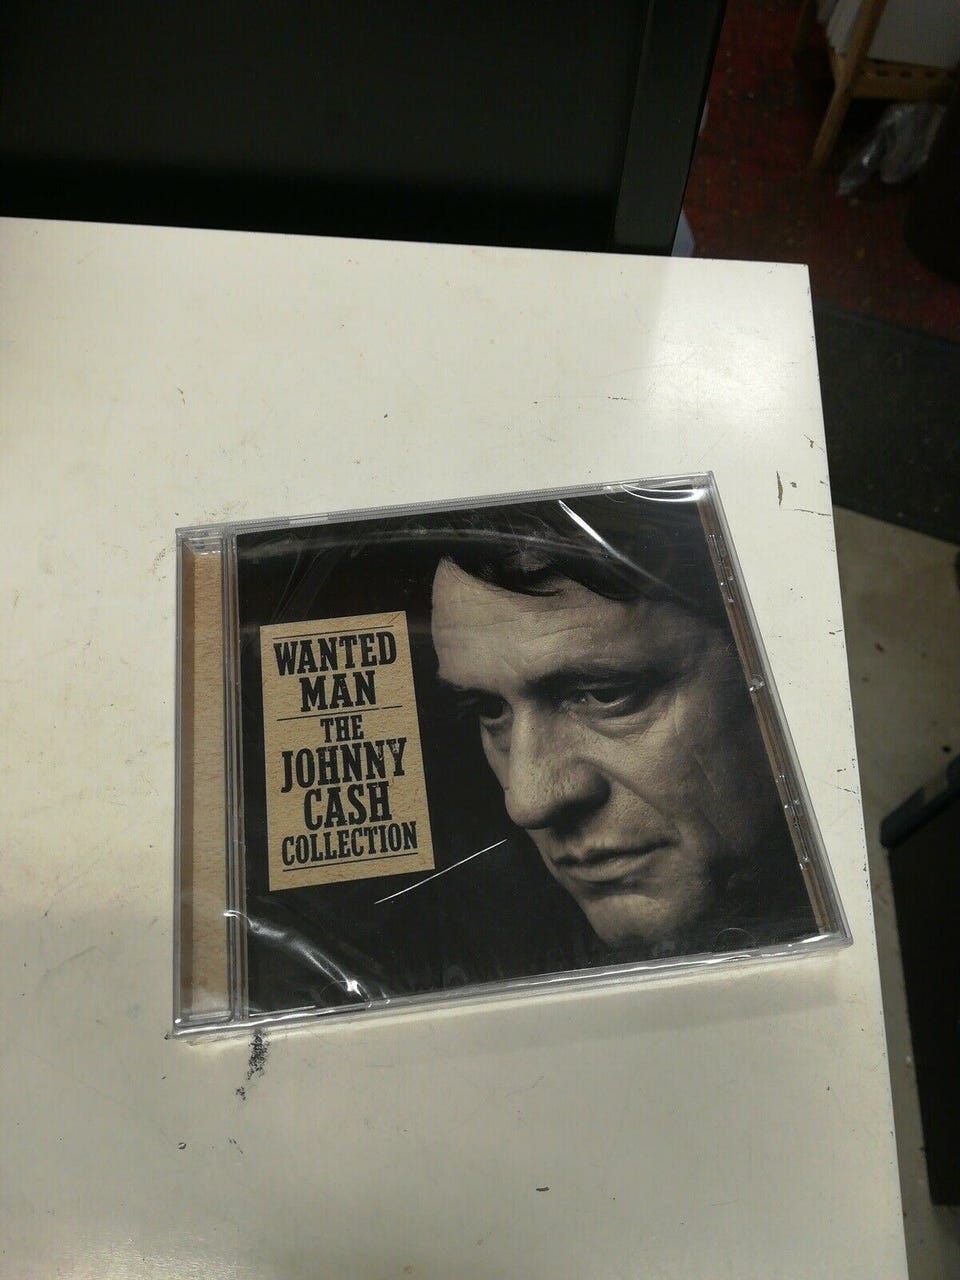 WANTED
MAN
THE
JOHNNY
CASH
COLLECTION